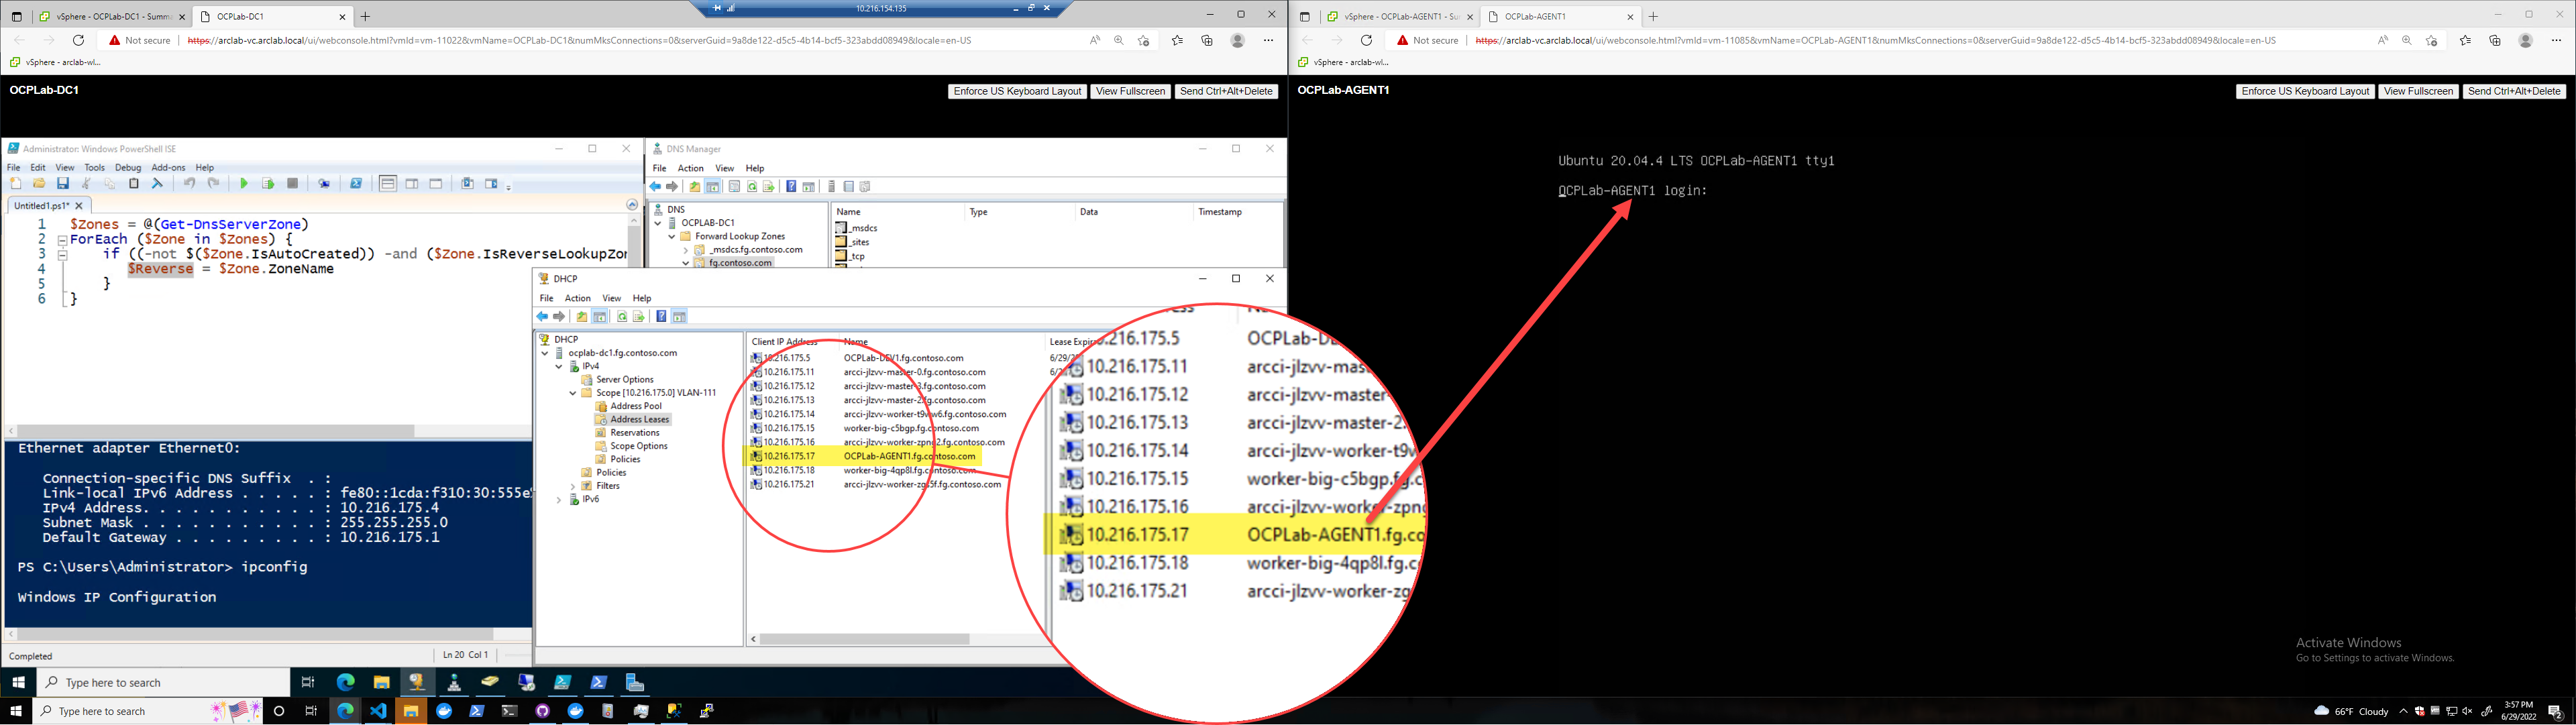 vSphere - OCPLab-DC1 - Summ
OCPLab-DC1
10.216.154.135
Not secure
https://arclab-vc.arclab.local/ui/webconsole.html?vmId=vm-11022&vmName=OCPLab-DC1&numMksConnections=0&serverGuid=9a8de122-d5c5-4b14-bcf5-323abdd08949&locale=en-US
vSphere - arclab-wl...
OCPLab-DC1
Enforce US Keyboard Layout
View Fullscreen
Send Ctrl+Alt+Delete
Administrator: Windows PowerShell ISE
File Edit View Tools Debug Add-ons Help
Untitled1.ps1* X
1 $Zones = @(Get-DnsServerZone)
2 ForEach ($Zone in $Zones) {
3 if ((-not $($Zone.IsAutoCreated)) -and ($Zone.IsReverseLookupZo
4 $Reverse = $Zone.ZoneName
5 }
6 }
Ethernet adapter Ethernet0:
Connection-specific DNS Suffix . :
Link-local IPv6 Address . . . . . : fe80::1cda:f310:30:555e
IPv4 Address. . . . . . . . . . . : 10.216.175.4
Subnet Mask . . . . . . . . . . . : 255.255.255.0
Default Gateway . . . . . . . . . : 10.216.175.1
PS C:\Users\Administrator> ipconfig
Windows IP Configuration
Completed
Ln 20 Col 1
DNS Manager
File Action View Help
DNS
OCPLAB-DC1
Forward Lookup Zones
_msdcs.fg.contoso.com
fg.contoso.com
Name Type Data Timestamp
_msdcs
_sites
_tcp
DHCP
File Action View Help
DHCP
ocplab-dc1.fg.contoso.com
IPv4
Server Options
Scope [10.216.175.0] VLAN-111
Address Pool
Address Leases
Reservations
Scope Options
Policies
Policies
Filters
IPv6
Client IP Address Name Lease Expira
10.216.175.5 OCPLab-DEV1.fg.contoso.com 6/29/20
10.216.175.11 arcci-jlzvv-master-0.fg.contoso.com 6/2
10.216.175.12 arcci-jlzvv-master-3.fg.contoso.com
10.216.175.13 arcci-jlzvv-master-2.fg.contoso.com
10.216.175.14 arcci-jlzvv-worker-t9vw6.fg.contoso.com
10.216.175.15 worker-big-c5bgp.fg.contoso.com
10.216.175.16 arcci-jlzvv-worker-zpnq2.fg.contoso.com
10.216.175.17 OCPLab-AGENT1.fg.contoso.com
10.216.175.18 worker-big-4qp8l.fg.contoso.com
10.216.175.21 arcci-jlzvv-worker-zgs5f.fg.contoso.com
.216.175.5 OCPLab-D
10.216.175.11 arcci-jlzvv-mast
10.216.175.12 arcci-jlzvv-master-
10.216.175.13 arcci-jlzvv-master-2.
10.216.175.14 arcci-jlzvv-worker-t9v
10.216.175.15 worker-big-c5bgp.fg.c
10.216.175.16 arcci-jlzvv-worker-zpnq
10.216.175.17 OCPLab-AGENT1.fg.co
10.216.175.18 worker-big-4qp8l.fg.c
10.216.175.21 arcci-jlzvv-worker-zg
Type here to search
Type here to search
vSphere - OCPLab-AGENT1 - Sum
OCPLab-AGENT1
Not secure
https://arclab-vc.arclab.local/ui/webconsole.html?vmId=vm-11085&vmName=OCPLab-AGENT1&numMksConnections=0&serverGuid=9a8de122-d5c5-4b14-bcf5-323abdd08949&locale=en-US
vSphere - arclab-wl...
OCPLab-AGENT1
Enforce US Keyboard Layout
View Fullscreen
Send Ctrl+Alt+Delete
Ubuntu 20.04.4 LTS OCPLab-AGENT1 tty1
OCPLab-AGENT1 login:
Activate Windows
Go to Settings to activate Windows.
66°F Cloudy
3:57 PM
6/29/2022
2